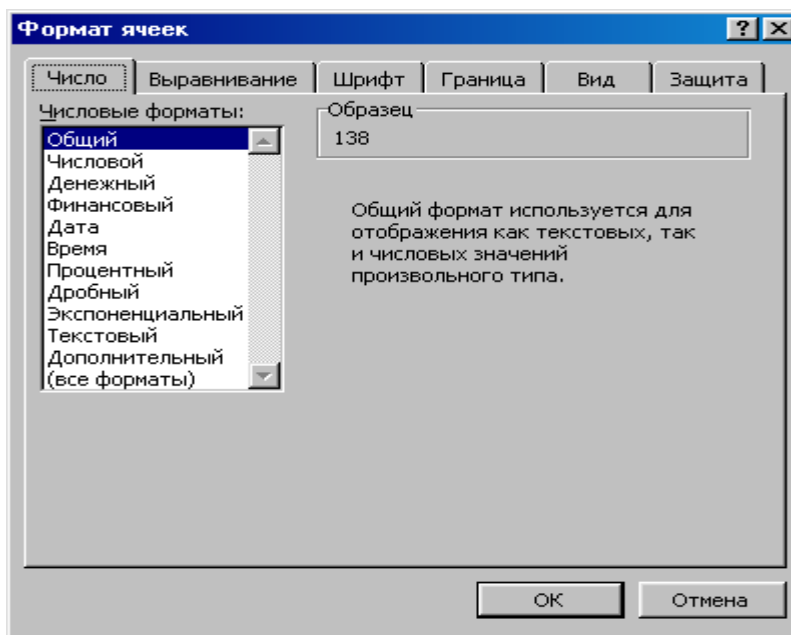 Формат ячеек
Число Выравнивание Шрифт Граница Вид Защита
Числовые форматы:
Общий
Числовой
Денежный
Финансовый
Дата
Время
Процентный
Дробный
Экспоненциальный
Текстовый
Дополнительный
(все форматы)
Образец
138
Общий формат используется для
отображения как текстовых, так
и числовых значений
произвольного типа.
ОК Отмена